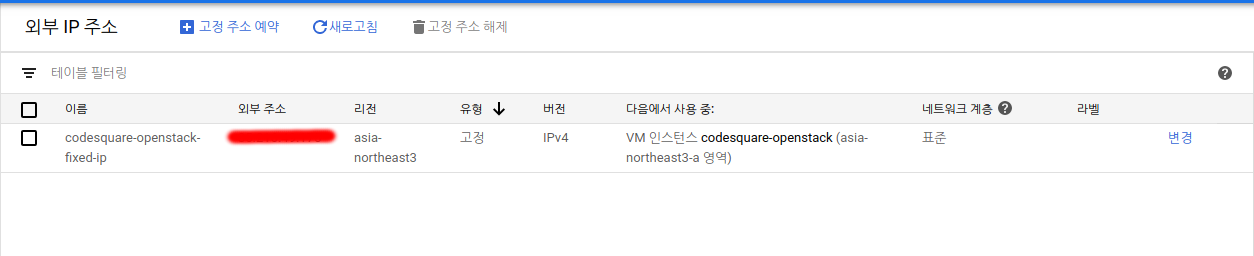 외부 IP 주소 고정 주소 예약 새로고침 고정 주소 해제
테이블 필터링
이름 외부 주소 리전 유형 버전 다음에서 사용 중: 네트워크 계층 라벨
codesquare-openstack-fixed-ip asia-northeast3 고정 IPv4 VM 인스턴스 codesquare-openstack (asia-northeast3-a 영역) 표준 변경